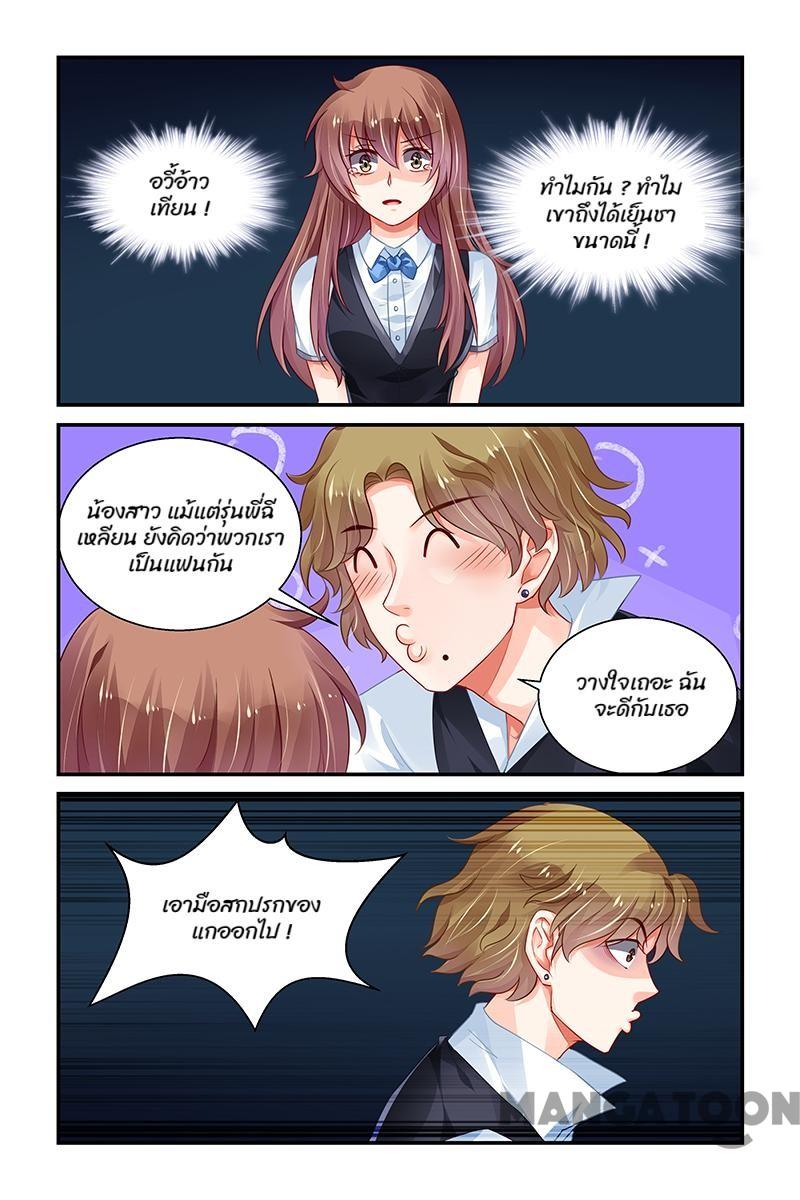 อวี้อ้าว
เทียน !
ทำไมกัน ? ทำไม
เขาถึงได้เย็นชา
ขนาดนี้ !
น้องสาว แม้แต่รุ่นพี่ฉี
เหลียน ยังคิดว่าพวกเรา
เป็นแฟนกัน
วางใจเถอะ ฉัน
จะดีกับเธอ
เอามือสกปรกของ
แกออกไป !
MANGATOON